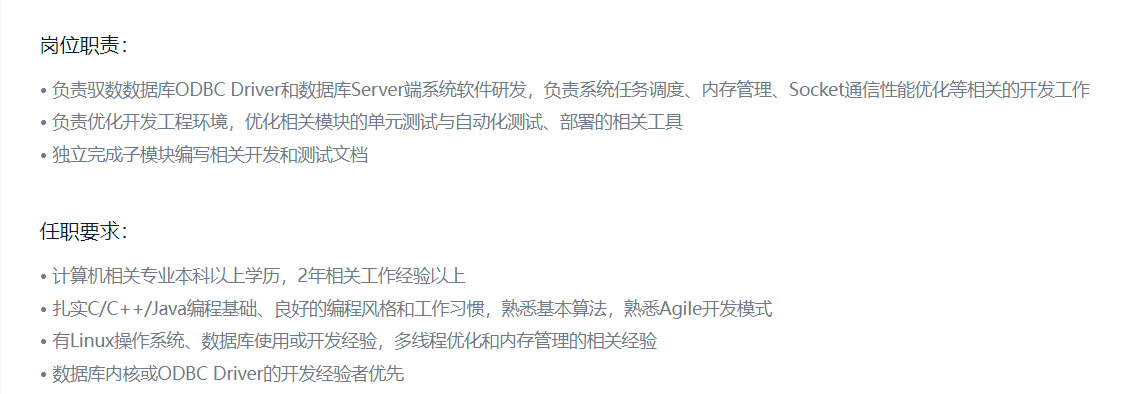 岗位职责：
• 负责驭数数据库ODBC Driver和数据库Server端系统软件研发，负责系统任务调度、内存管理、Socket通信性能优化等相关的开发工作
• 负责优化开发工程环境，优化相关模块的单元测试与自动化测试、部署的相关工具
• 独立完成子模块编写相关开发和测试文档
任职要求：
• 计算机相关专业本科以上学历，2年相关工作经验以上
• 扎实C/C++/Java编程基础、良好的编程风格和工作习惯，熟悉基本算法，熟悉Agile开发模式
• 有Linux操作系统、数据库使用或开发经验，多线程优化和内存管理的相关经验
• 数据库内核或ODBC Driver的开发经验者优先